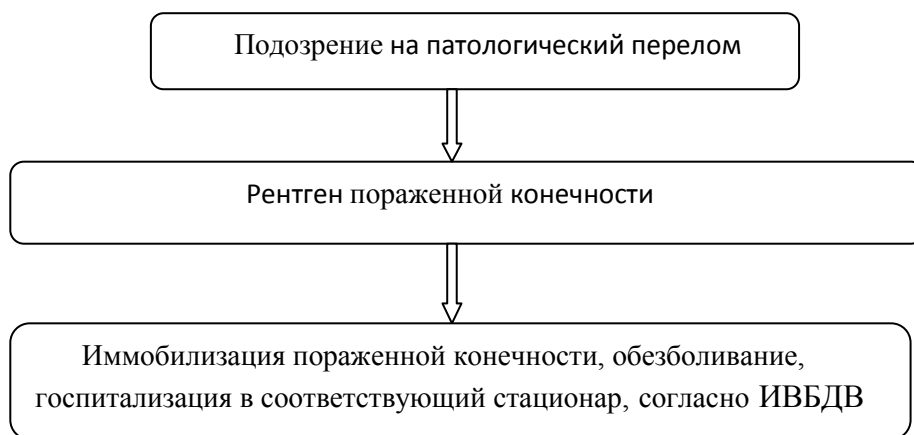 Подозрение на патологический перелом
Рентген пораженной конечности
Иммобилизация пораженной конечности, обезболивание,
госпитализация в соответствующий стационар, согласно ИВБДВ